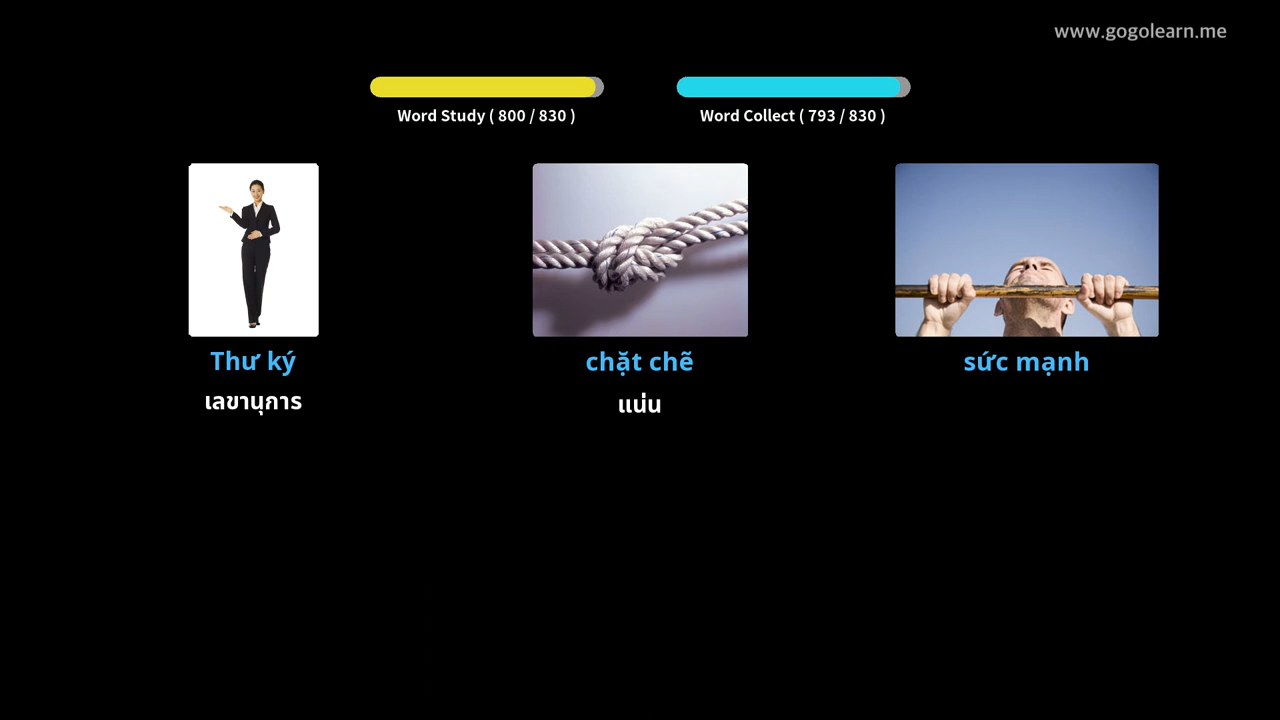 www.gogolearn.me
Word Study ( 800 / 830 )
Word Collect ( 793 / 830 )
Thư ký
chặt chẽ
sức mạnh
เลขานุการ
แน่น